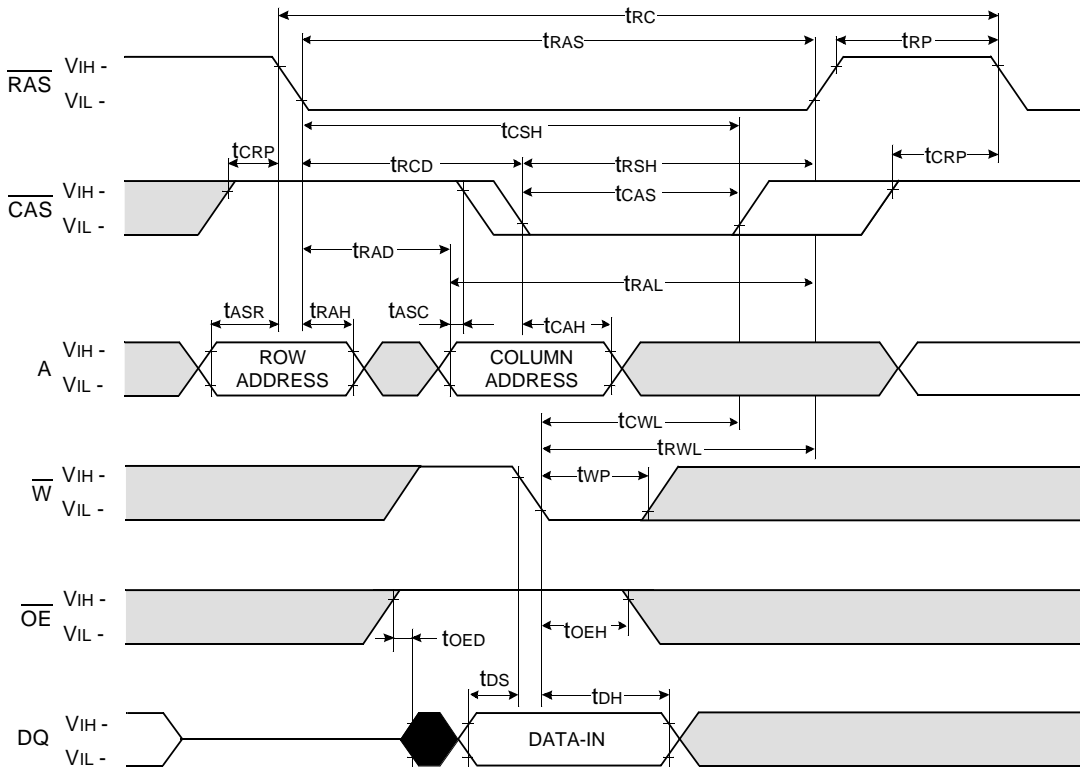 tRC
tRAS
tRP
RAS
VIH -
VIL -
tCSH
tCRP
tRCD
tRSH
tCRP
CAS
VIH -
VIL -
tCAS
tRAD
tRAL
tASR
tRAH
tASC
tCAH
A
VIH -
VIL -
ROW
ADDRESS
COLUMN
ADDRESS
tCWL
tRWL
W
VIH -
VIL -
tWP
OE
VIH -
VIL -
tOED
tOEH
tDS
tDH
DQ
VIH -
VIL -
DATA-IN